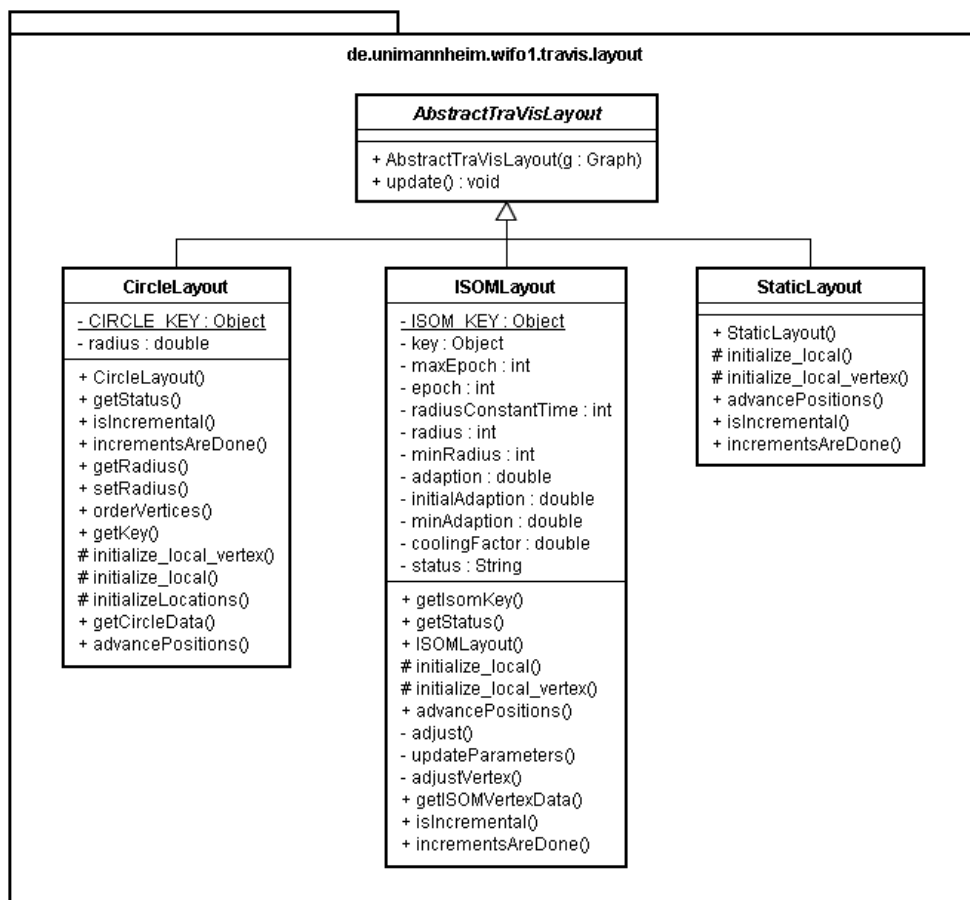 de.unimannheim.wifo1.travis.layout
AbstractTraVisLayout
+ AbstractTraVisLayout(g : Graph)
+ update() : void
CircleLayout
- CIRCLE_KEY : Object
- radius : double
+ CircleLayout()
+ getStatus()
+ isIncremental()
+ incrementsAreDone()
+ getRadius()
+ setRadius()
+ orderVertices()
+ getKey()
# initialize_local_vertex()
# initialize_local()
# initializeLocations()
+ getCircleData()
+ advancePositions()
ISOMLayout
- ISOM_KEY : Object
- key : Object
- maxEpoch : int
- epoch : int
- radiusConstantTime : int
- radius : int
- minRadius : int
- adaption : double
- initialAdaption : double
- minAdaption : double
- coolingFactor : double
- status : String
+ getIsomKey()
+ getStatus()
+ ISOMLayout()
# initialize_local()
# initialize_local_vertex()
+ advancePositions()
- adjust()
- updateParameters()
- adjustVertex()
+ getISOMVertexData()
+ isIncremental()
+ incrementsAreDone()
StaticLayout
+ StaticLayout()
# initialize_local()
# initialize_local_vertex()
+ advancePositions()
+ isIncremental()
+ incrementsAreDone()